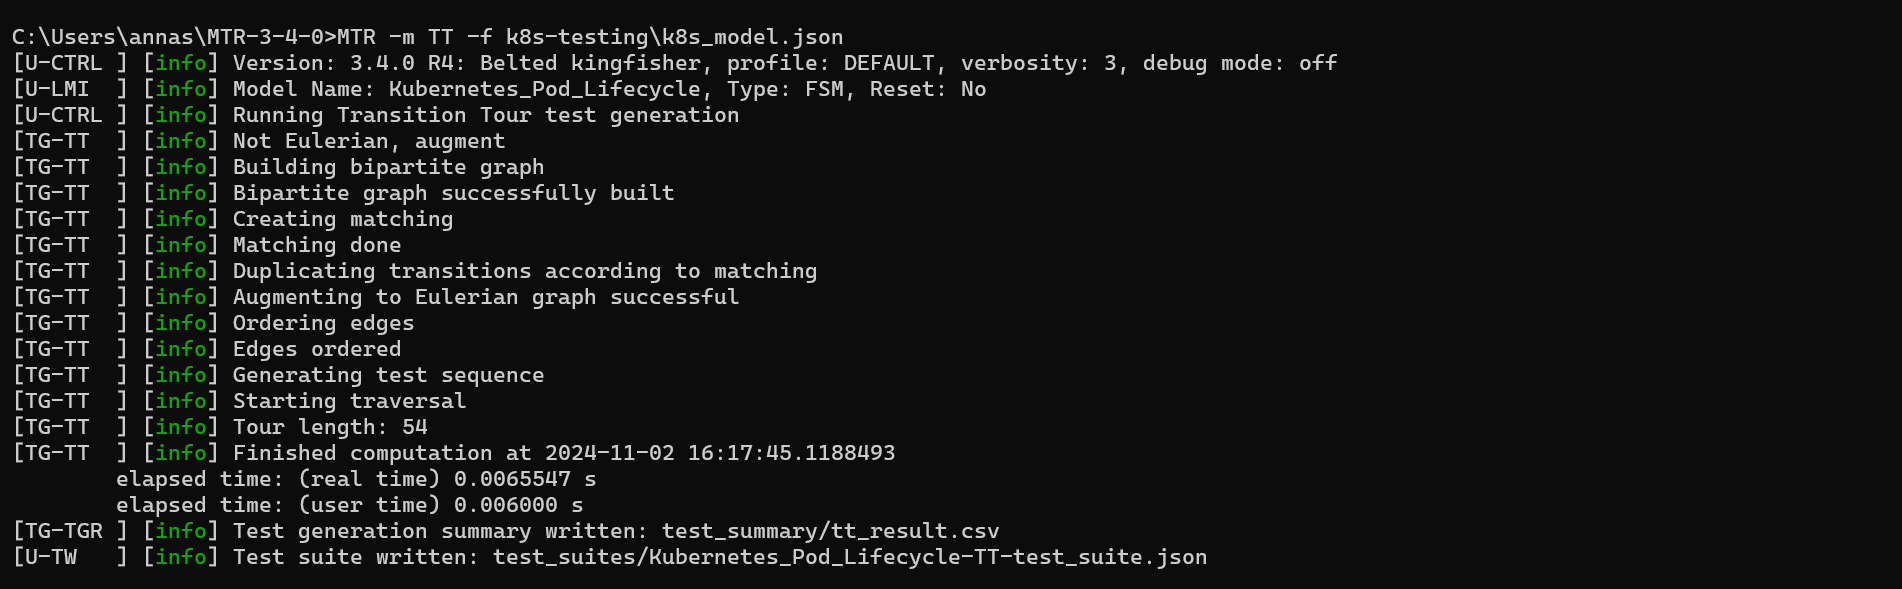 C:\Users\annas\MTR-3-4-0>MTR -m TT -f k8s-testing\k8s_model.json
[U-CTRL ] [info] Version: 3.4.0 R4: Belted kingfisher, profile: DEFAULT, verbosity: 3, debug mode: off
[U-LMI  ] [info] Model Name: Kubernetes_Pod_Lifecycle, Type: FSM, Reset: No
[U-CTRL ] [info] Running Transition Tour test generation
[TG-TT  ] [info] Not Eulerian, augment
[TG-TT  ] [info] Building bipartite graph
[TG-TT  ] [info] Bipartite graph successfully built
[TG-TT  ] [info] Creating matching
[TG-TT  ] [info] Matching done
[TG-TT  ] [info] Duplicating transitions according to matching
[TG-TT  ] [info] Augmenting to Eulerian graph successful
[TG-TT  ] [info] Ordering edges
[TG-TT  ] [info] Edges ordered
[TG-TT  ] [info] Generating test sequence
[TG-TT  ] [info] Starting traversal
[TG-TT  ] [info] Tour length: 54
[TG-TT  ] [info] Finished computation at 2024-11-02 16:17:45.1188493
        elapsed time: (real time) 0.0065547 s
        elapsed time: (user time) 0.006000 s
[TG-TGR ] [info] Test generation summary written: test_summary/tt_result.csv
[U-TW   ] [info] Test suite written: test_suites/Kubernetes_Pod_Lifecycle-TT-test_suite.json